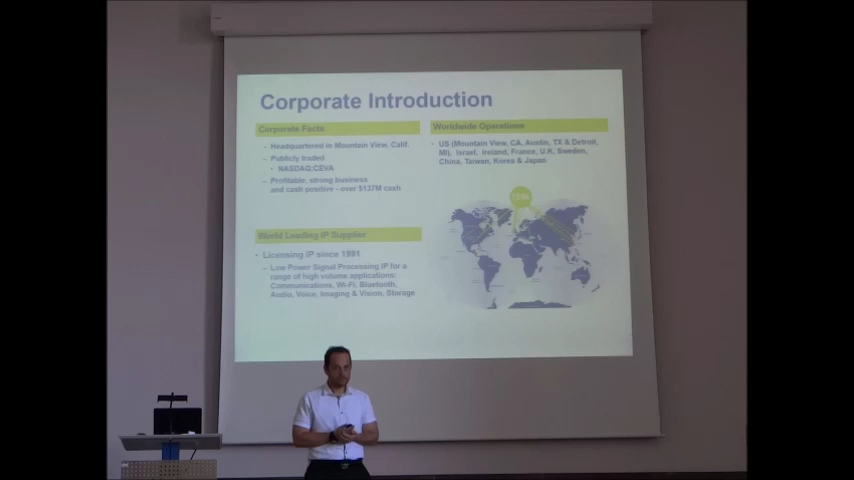 Corporate Introduction
Corporate Facts
– Headquartered in Mountain View, Calif.
– Publicly traded
• NASDAQ:CEVA
– Profitable, strong business
and cash positive - over $137M cash
World Leading IP Supplier
• Licensing IP since 1991
– Low Power Signal Processing IP for a
range of high volume applications:
Communications, Wi-Fi, Bluetooth,
Audio, Voice, Imaging & Vision, Storage
Worldwide Operations
• US (Mountain View, CA, Austin, TX & Detroit,
MI), Israel, Ireland, France, U.K, Sweden,
China, Taiwan, Korea & Japan